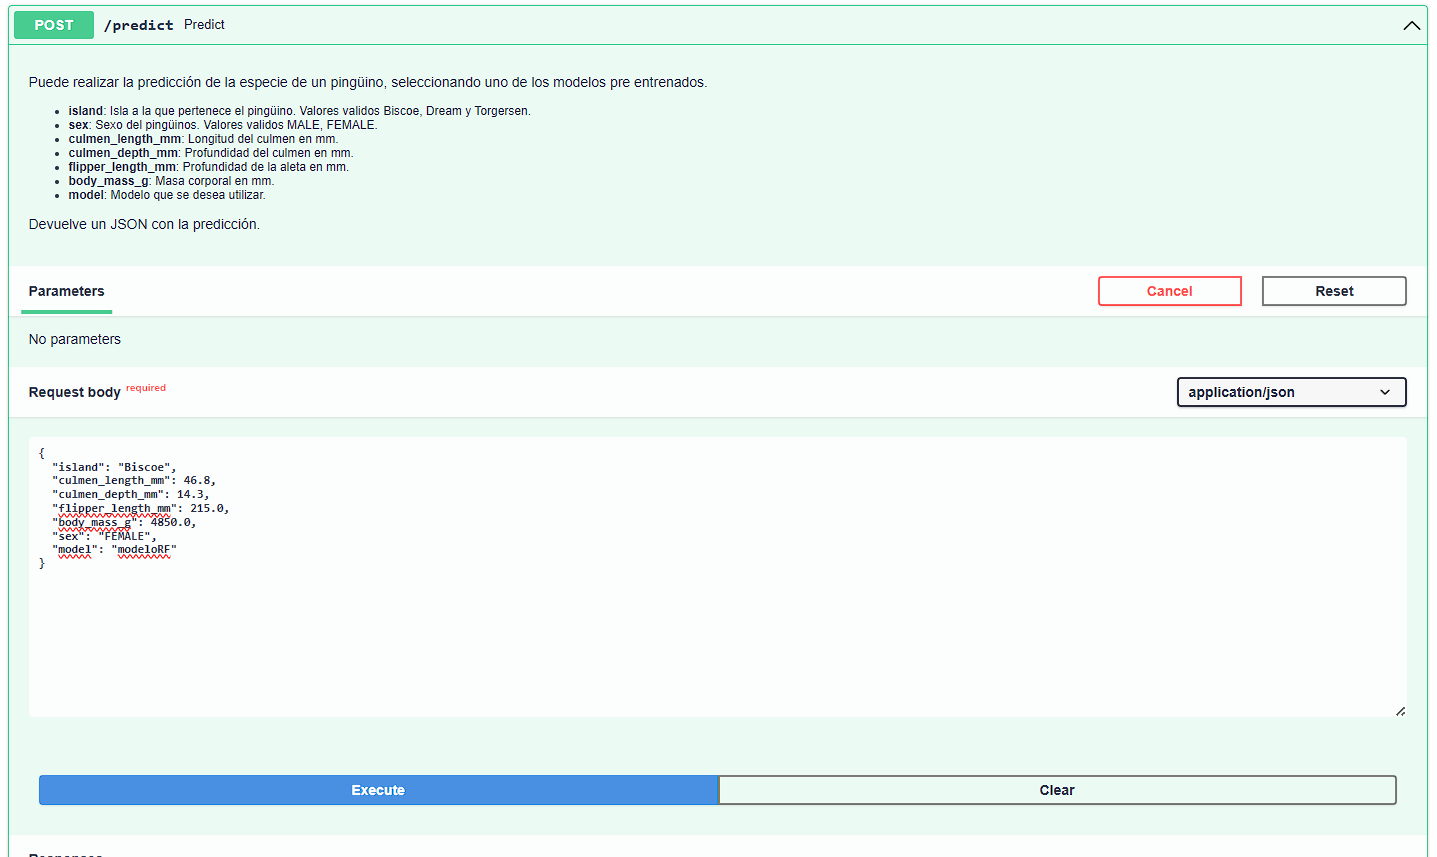 POST /predict Predict
Puede realizar la predicción de la especie de un pingüino, seleccionando uno de los modelos pre entrenados.
• island: Isla a la que pertenece el pingüino. Valores validos Biscoe, Dream y Torgersen.
• sex: Sexo del pingüinos. Valores validos MALE, FEMALE.
• culmen_length_mm: Longitud del culmen en mm.
• culmen_depth_mm: Profundidad del culmen en mm.
• flipper_length_mm: Profundidad de la aleta en mm.
• body_mass_g: Masa corporal en mm.
• model: Modelo que se desea utilizar.
Devuelve un JSON con la predicción.
Parameters Cancel Reset
No parameters
Request body required application/json
{
"island": "Biscoe",
"culmen_length_mm": 46.8,
"culmen_depth_mm": 14.3,
"flipper_length_mm": 215.0,
"body_mass_g": 4850.0,
"sex": "FEMALE",
"model": "modeloRF"
}
Execute Clear